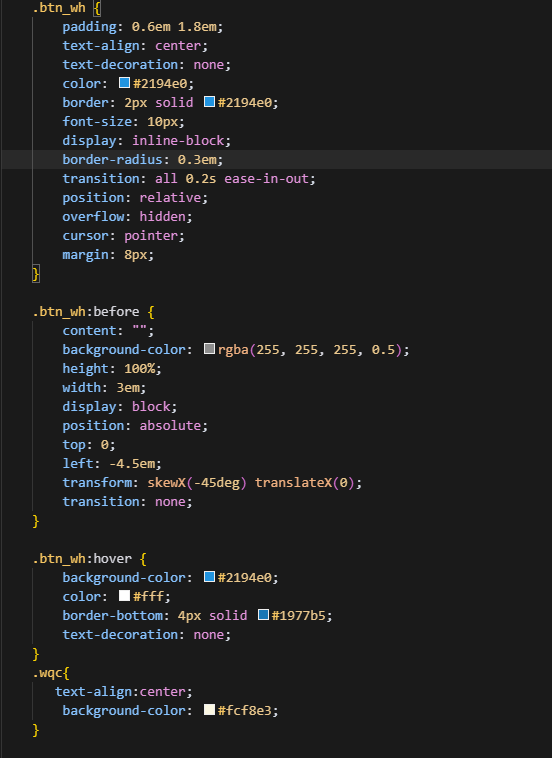 .btn_wh {
    padding: 0.6em 1.8em;
    text-align: center;
    text-decoration: none;
    color: #2194e0;
    border: 2px solid #2194e0;
    font-size: 10px;
    display: inline-block;
    border-radius: 0.3em;
    transition: all 0.2s ease-in-out;
    position: relative;
    overflow: hidden;
    cursor: pointer;
    margin: 8px;
}

.btn_wh:before {
    content: "";
    background-color: rgba(255, 255, 255, 0.5);
    height: 100%;
    width: 3em;
    display: block;
    position: absolute;
    top: 0;
    left: -4.5em;
    transform: skewX(-45deg) translateX(0);
    transition: none;
}

.btn_wh:hover {
    background-color: #2194e0;
    color: #fff;
    border-bottom: 4px solid #1977b5;
    text-decoration: none;
}
.wqc{
   text-align:center;
    background-color: #fcf8e3;
}